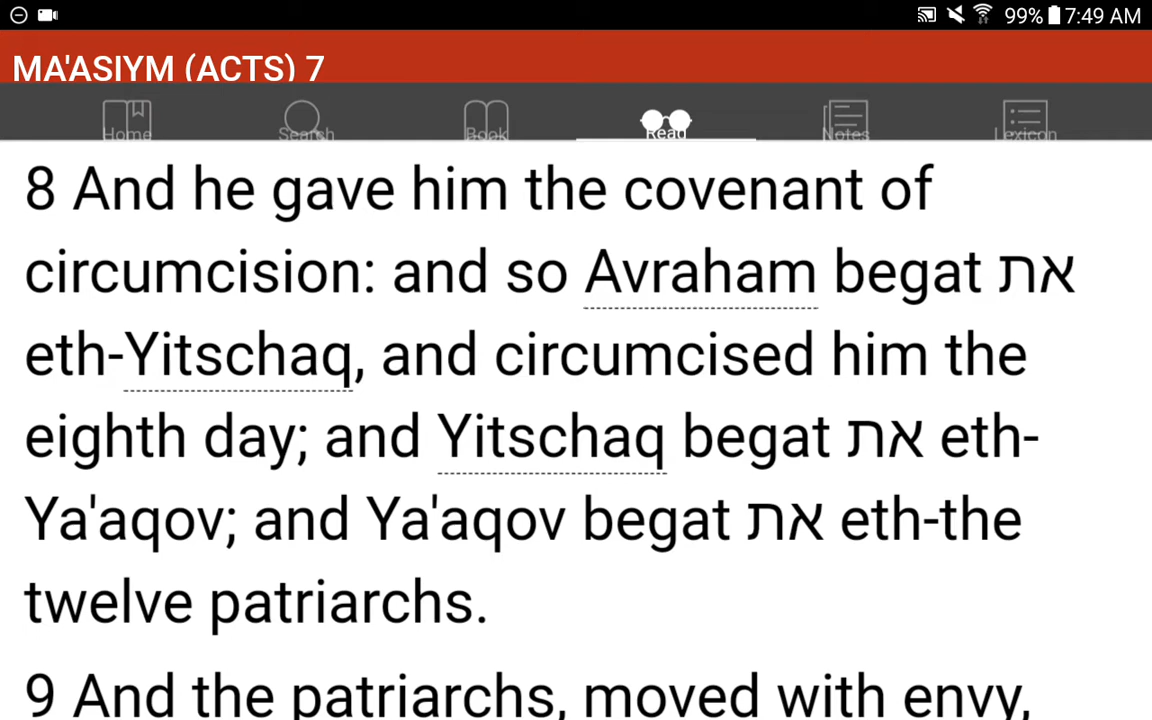 99% 7:49 AM
MA'ASIYM (ACTS) 7
Home Search Book Read Notes Lexicon
8 And he gave him the covenant of
circumcision: and so Avraham begat את
eth-Yitschaq, and circumcised him the
eighth day; and Yitschaq begat את eth-
Ya'aqov; and Ya'aqov begat את eth-the
twelve patriarchs.
9 And the patriarchs, moved with envy,